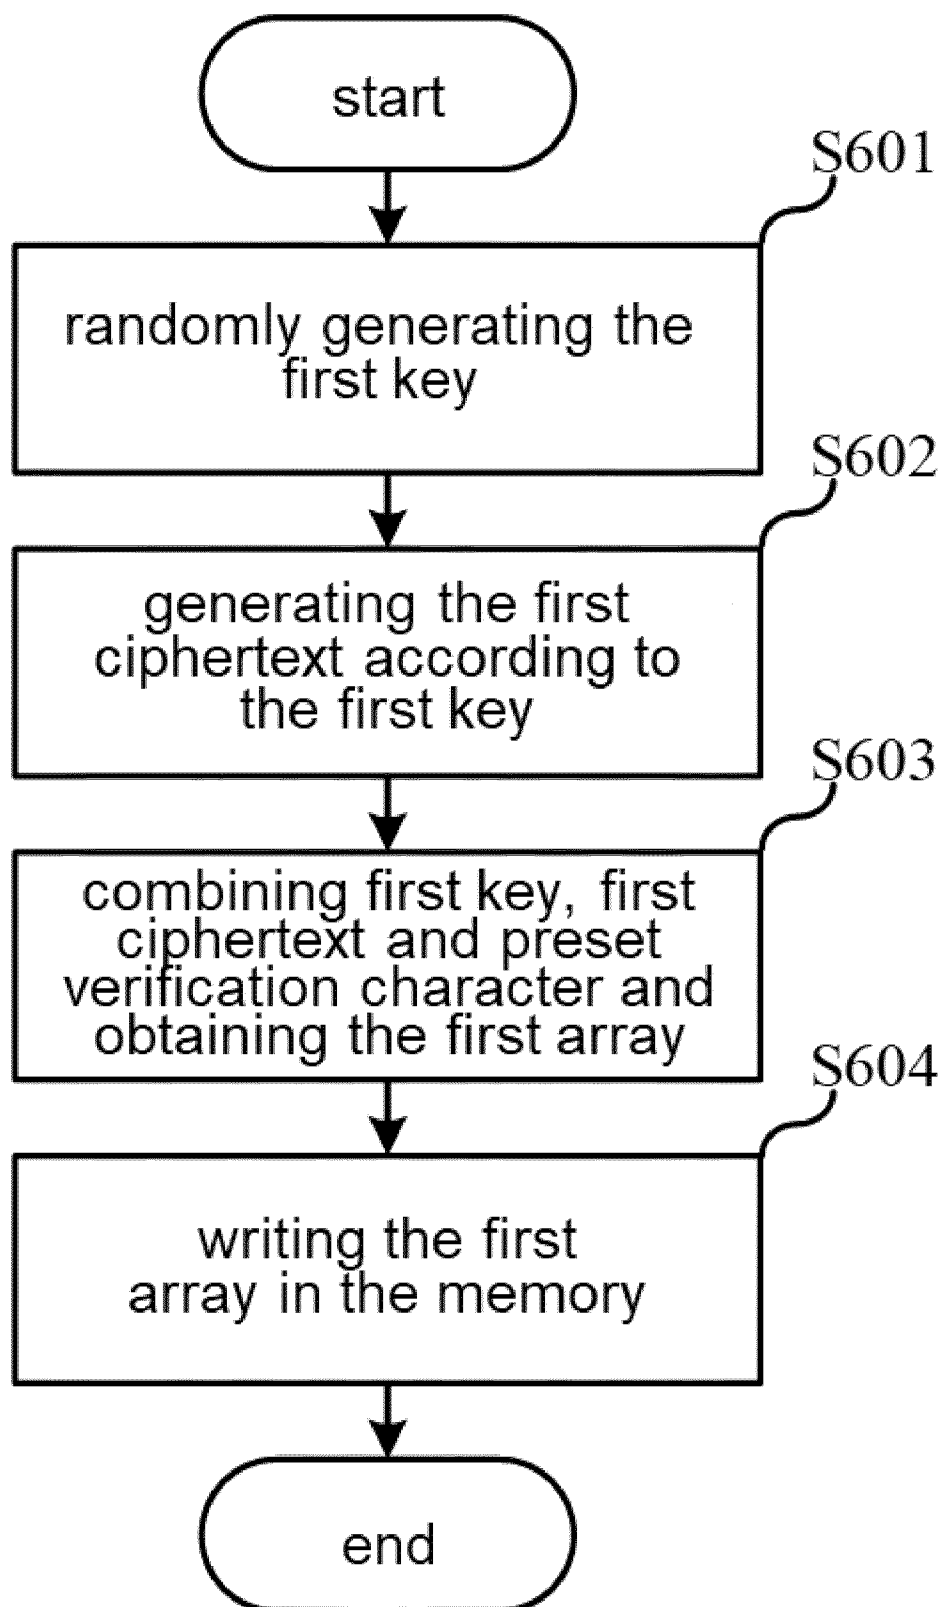 start
S601
randomly generating the
first key
S602
generating the first
ciphertext according to
the first key
S603
combining first key, first
ciphertext and preset
verification character and
obtaining the first array
S604
writing the first
array in the memory
end